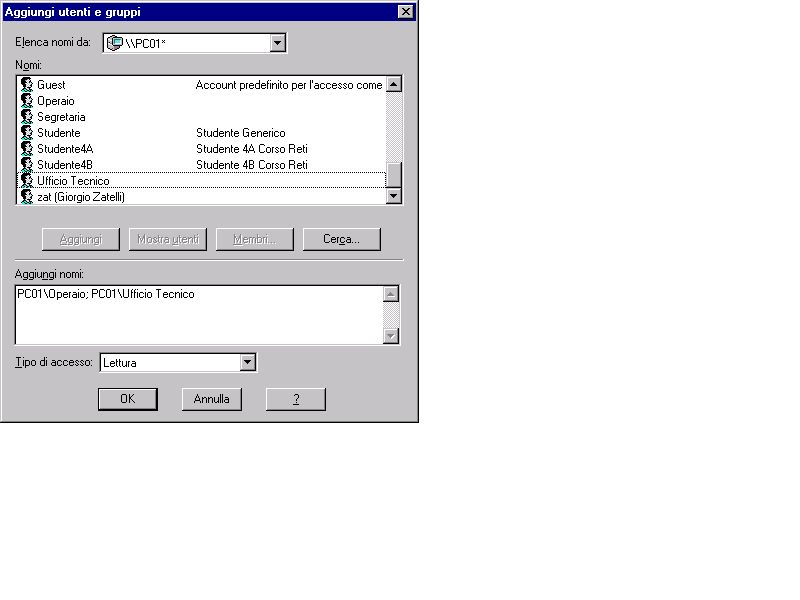 Aggiungi utenti e gruppi
Elenca nomi da: \\PC01*
Nomi:
Guest Account predefinito per l'accesso come
Operaio
Segretaria
Studente Studente Generico
Studente4A Studente 4A Corso Reti
Studente4B Studente 4B Corso Reti
Ufficio Tecnico
zat (Giorgio Zatelli)
Aggiungi Mostra utenti Membri... Cerca...
Aggiungi nomi:
PC01\Operaio; PC01\Ufficio Tecnico
Tipo di accesso: Lettura
OK Annulla ?